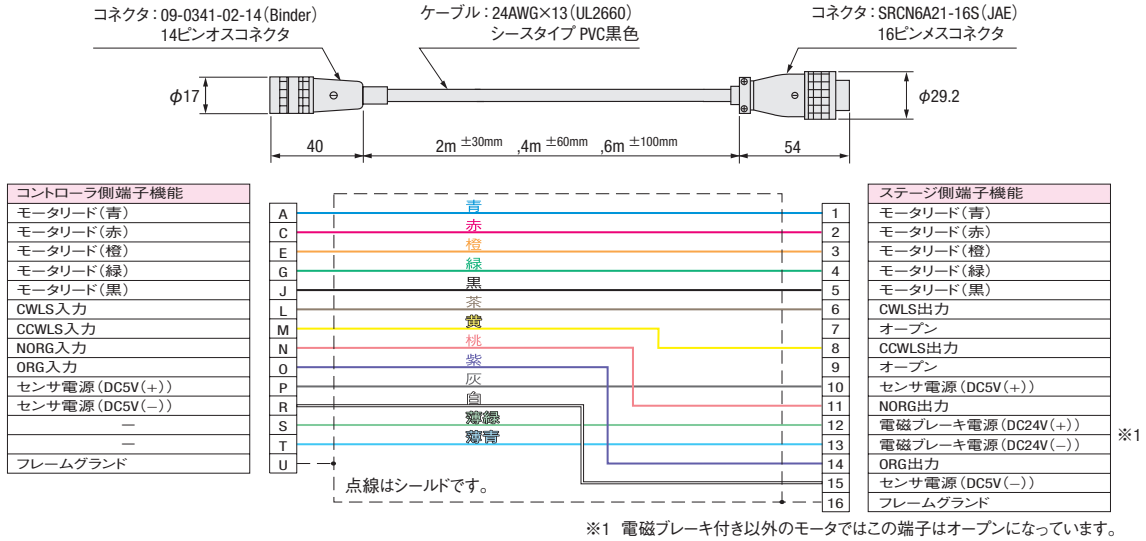 コネクタ：09-0341-02-14(Binder)
14ピンオスコネクタ
ケーブル：24AWG×13(UL2660)
シースタイプ PVC黒色
コネクタ：SRCN6A21-16S(JAE)
16ピンメスコネクタ
φ17
φ29.2
40
2m ±30mm ,4m ±60mm ,6m ±100mm
54
コントローラ側端子機能
モータリード(青)
モータリード(赤)
モータリード(橙)
モータリード(緑)
モータリード(黒)
CWLS入力
CCWLS入力
NORG入力
ORG入力
センサ電源(DC5V(+))
センサ電源(DC5V(−))
―
―
フレームグランド
A
C
E
G
J
L
M
N
O
P
R
S
T
U
青
赤
橙
緑
黒
茶
黄
桃
紫
灰
白
薄緑
薄青
点線はシールドです。
1
2
3
4
5
6
7
8
9
10
11
12
13
14
15
16
ステージ側端子機能
モータリード(青)
モータリード(赤)
モータリード(橙)
モータリード(緑)
モータリード(黒)
CWLS出力
オープン
CCWLS出力
オープン
センサ電源(DC5V(+))
NORG出力
電磁ブレーキ電源(DC24V(+))
電磁ブレーキ電源(DC24V(−))
ORG出力
センサ電源(DC5V(−))
フレームグランド
※1
※1 電磁ブレーキ付き以外のモータではこの端子はオープンになっています。